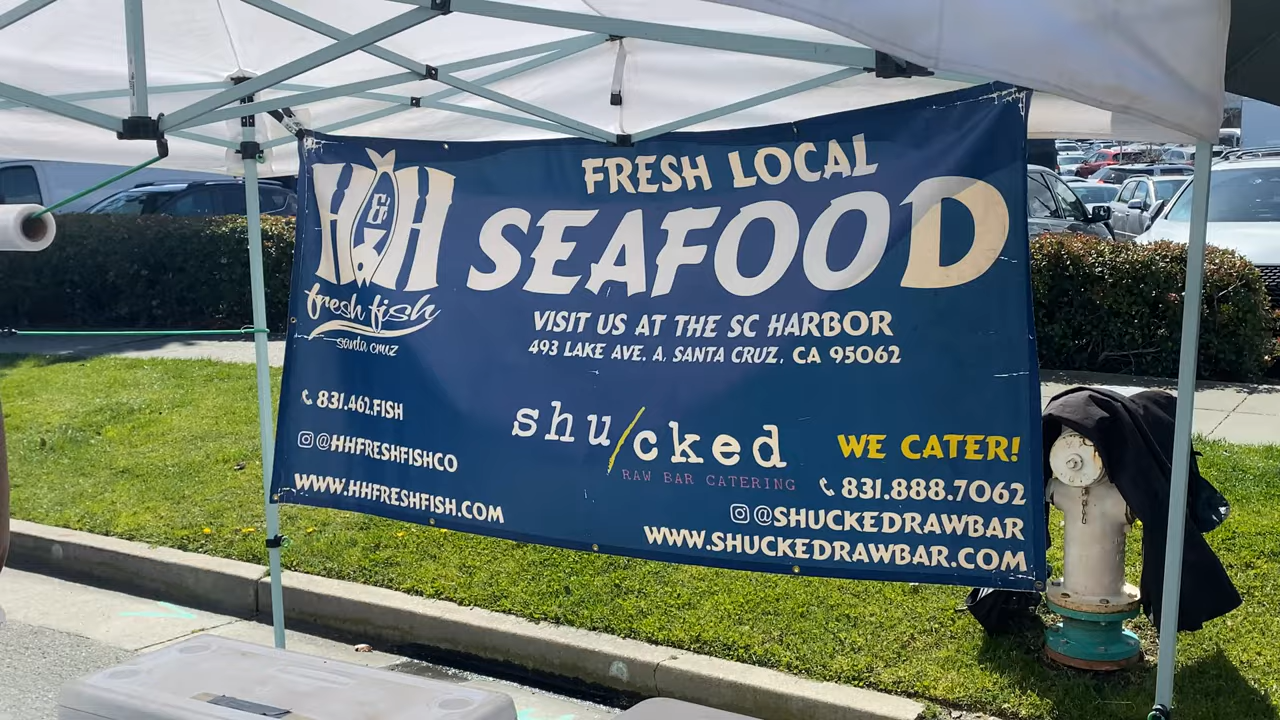 H&H
fresh fish
santa cruz
FRESH LOCAL
SEAFOOD
VISIT US AT THE SC HARBOR
493 LAKE AVE. A, SANTA CRUZ, CA 95062
831.462.FISH
@HHFRESHFISHCO
WWW.HHFRESHFISH.COM
shu/cked
RAW BAR CATERING
WE CATER!
831.888.7062
@SHUCKEDRAWBAR
WWW.SHUCKEDRAWBAR.COM